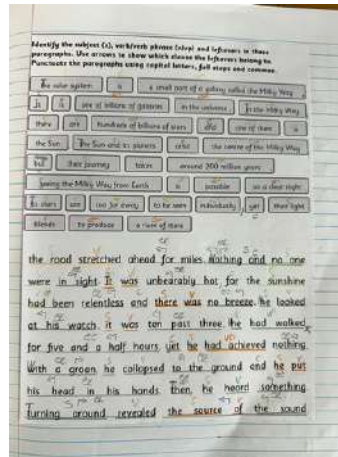 Identify the subject (s), verb/verb phrase (v/vp) and leftovers in these
paragraphs. Use arrows to show which clause the leftovers belong to.
Punctuate the paragraphs using capital letters, full stops and commas.
The solar system is a small part of a galaxy called the Milky Way
It is one of billions of galaxies in the universe In the Milky Way
there are hundreds of billions of stars and one of them is
the Sun The Sun and its planets orbit the centre of the Milky Way
but their journey takes around 200 million years
Seeing the Milky Way from Earth is possible on a clear night
Its stars are too far away to be seen individually, yet their light
blends to produce a river of stars
the road stretched ahead for miles. Nothing and no one
were in sight. It was unbearably hot for the sunshine
had been relentless and there was no breeze. he looked
at his watch. it was ten past three. he had walked
for five and a half hours, yet he had achieved nothing.
With a groan, he collapsed to the ground and he put
his head in his hands. then, he heard something
Turning around revealed the source of the sound